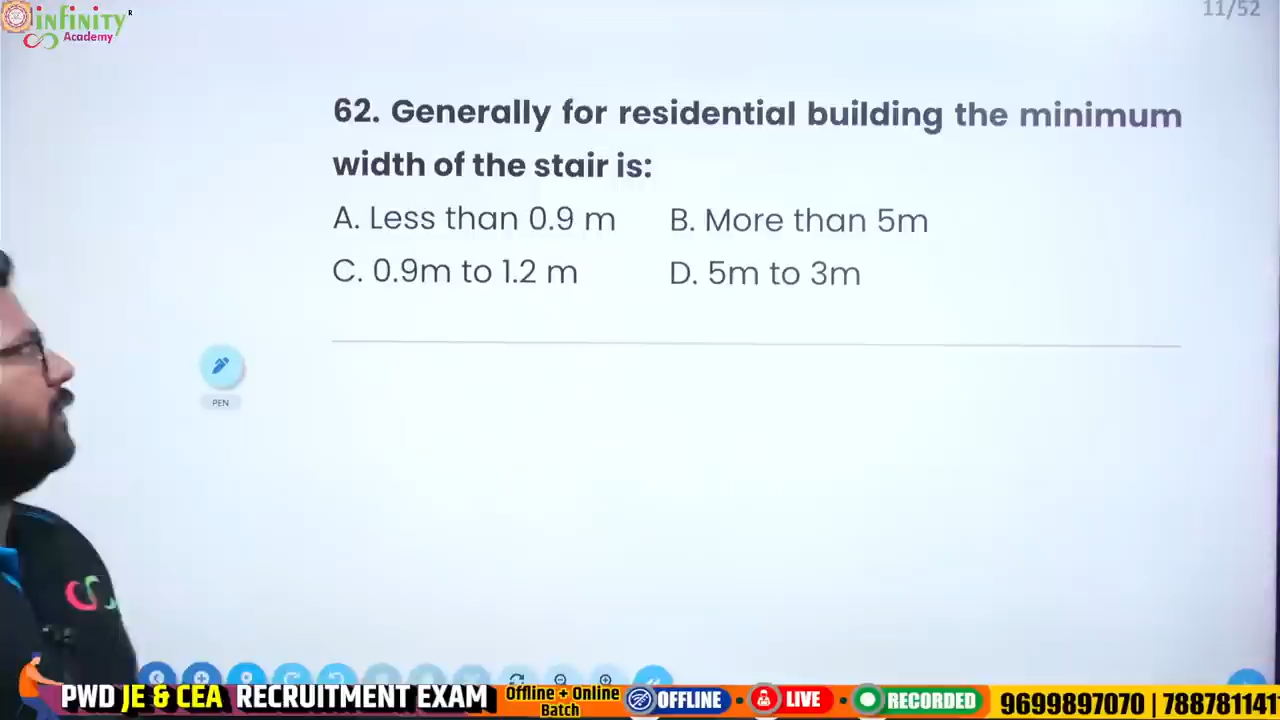 infinity
Academy
11/52
62. Generally for residential building the minimum
width of the stair is:
A. Less than 0.9 m B. More than 5m
C. 0.9m to 1.2 m D. 5m to 3m
PEN
PWD JE & CEA RECRUITMENT EXAM Offline + Online Batch OFFLINE LIVE RECORDED 9699897070 | 788781141